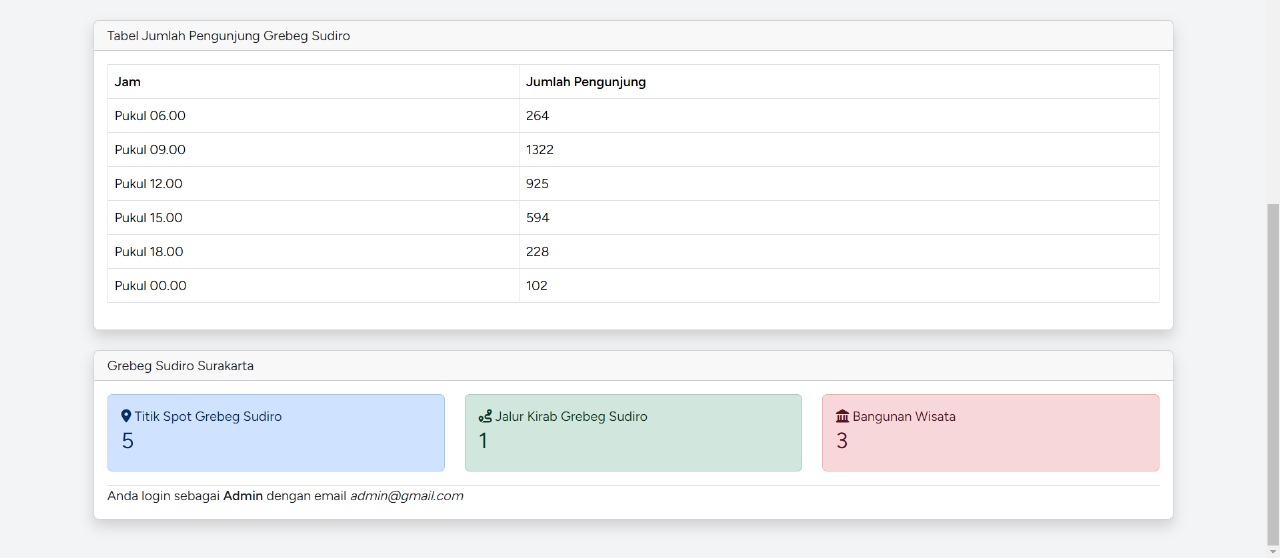 Tabel Jumlah Pengunjung Grebeg Sudiro
Jam Jumlah Pengunjung
Pukul 06.00 264
Pukul 09.00 1322
Pukul 12.00 925
Pukul 15.00 594
Pukul 18.00 228
Pukul 00.00 102
Grebeg Sudiro Surakarta
Titik Spot Grebeg Sudiro
5
Jalur Kirab Grebeg Sudiro
1
Bangunan Wisata
3
Anda login sebagai Admin dengan email admin@gmail.com